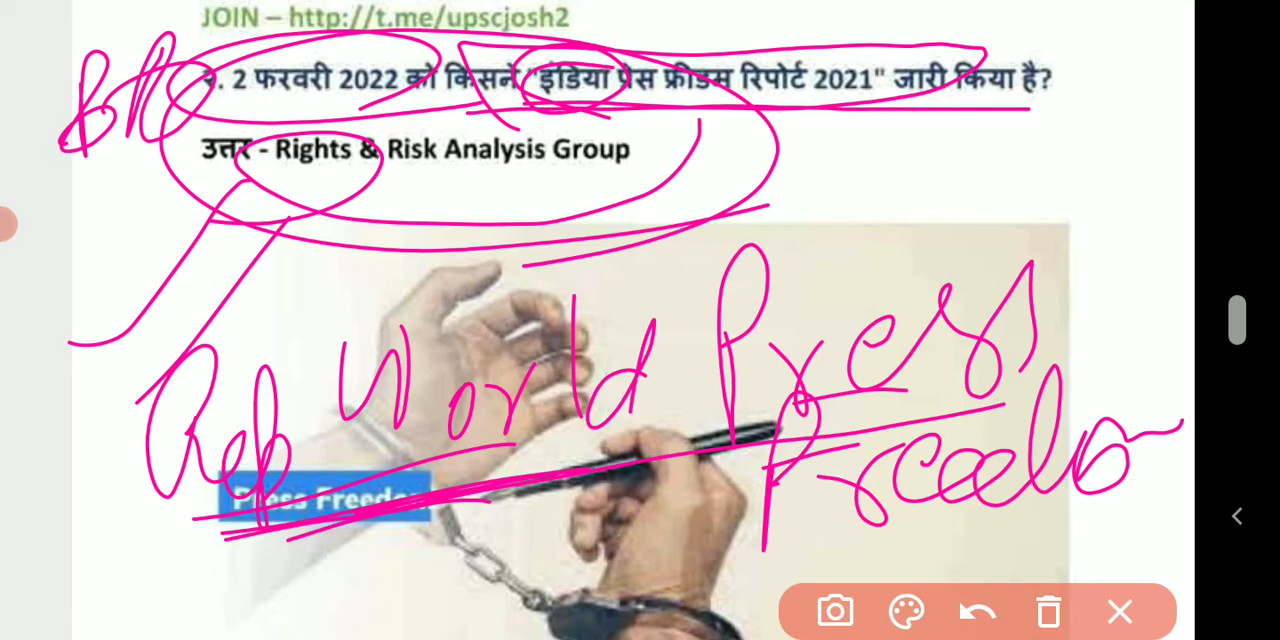 JOIN – http://t.me/upscjosh2
2 फरवरी 2022 को किसने "इंडिया प्रेस फ्रीडम रिपोर्ट 2021" जारी किया है?
उत्तर - Rights & Risk Analysis Group
Rep World Press
Press Freedom